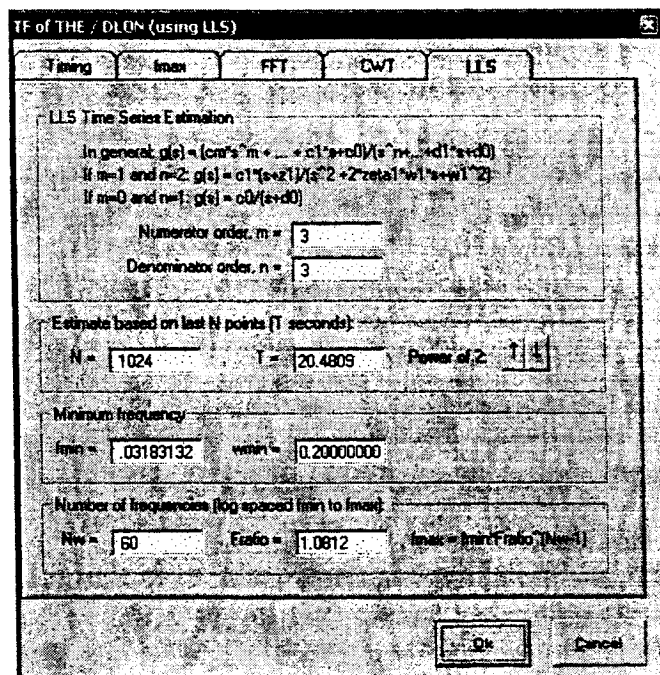 TF of THE / DLON (using LLS)
Timing fmax FFT CWT LLS
LLS Time Series Estimation
In general: g(s) = (cm*s^m + ... + c1*s+c0)/(s^n+...+d1*s+d0)
If m=1 and n=2: g(s) = c1*(s+z1)/(s^2 +2*zeta1*w1*s+w1^2)
If m=0 and n=1: g(s) = c0/(s+d0)
Numerator order, m = 3
Denominator order, n = 3
Estimate based on last N points (T seconds):
N = 1024 T = 20.4809 Power of 2:
Minimum frequency
fmin = .03183132 wmin = 0.20000000
Number of frequencies (log spaced fmin to fmax):
Nw = 60 Fratio = 1.0812 fmax = fmin*Fratio^(Nw-1)
Ok Cancel